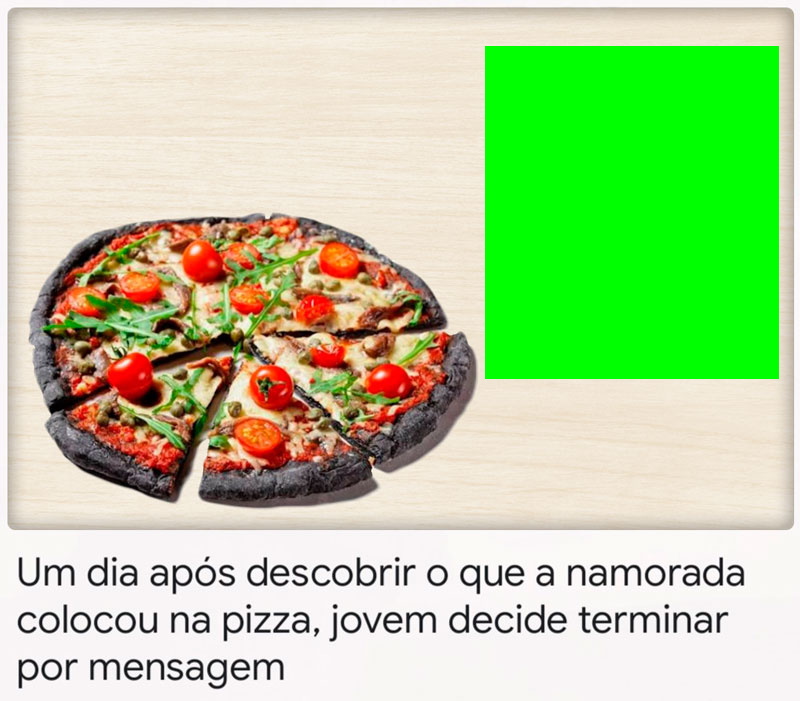 Um dia após descobrir o que a namorada
colocou na pizza, jovem decide terminar
por mensagem